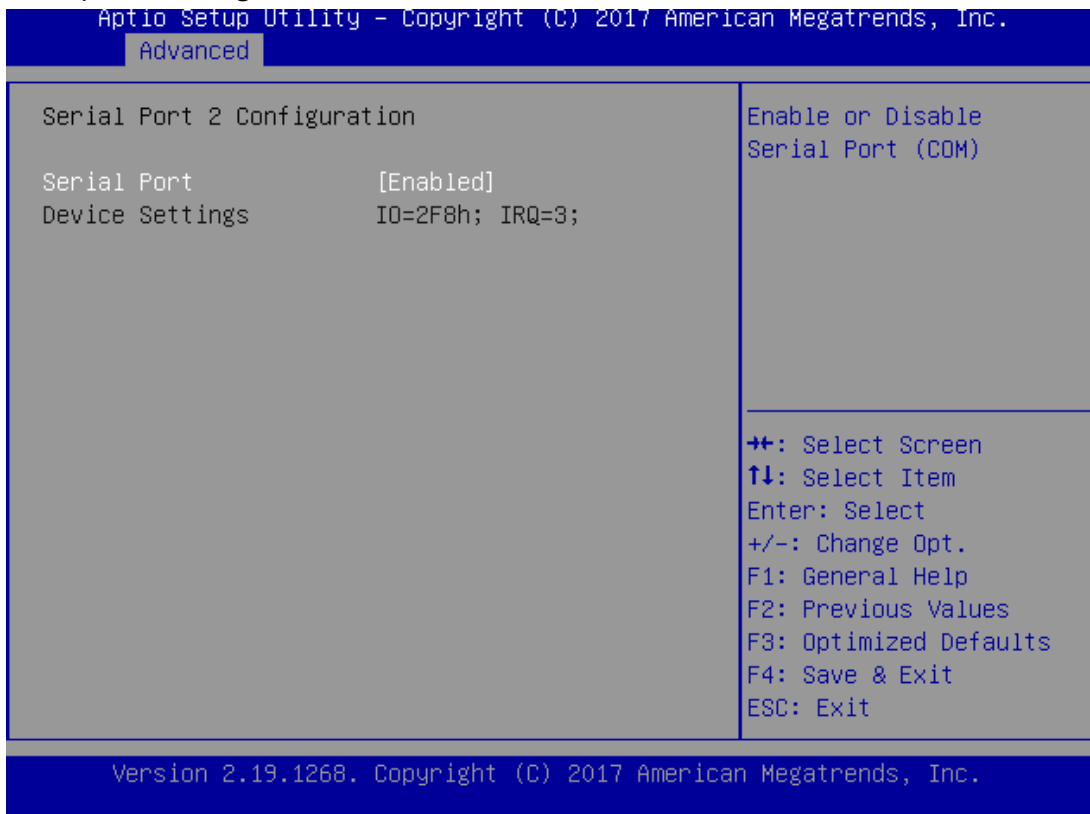 Aptio Setup Utility – Copyright (C) 2017 American Megatrends, Inc.
Advanced
Serial Port 2 Configuration
Serial Port [Enabled]
Device Settings IO=2F8h; IRQ=3;
Enable or Disable
Serial Port (COM)
→←: Select Screen
↑↓: Select Item
Enter: Select
+/-: Change Opt.
F1: General Help
F2: Previous Values
F3: Optimized Defaults
F4: Save & Exit
ESC: Exit
Version 2.19.1268. Copyright (C) 2017 American Megatrends, Inc.